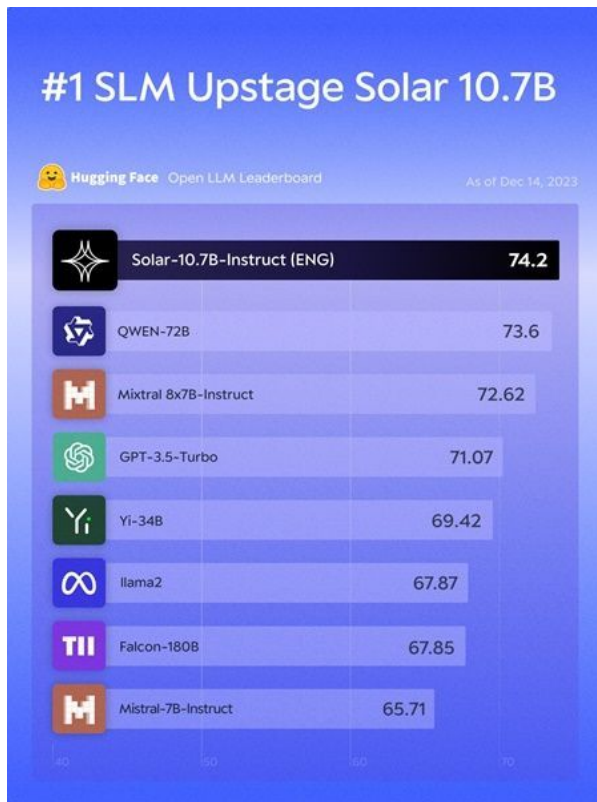 #1 SLM Upstage Solar 10.7B
Hugging Face Open LLM Leaderboard
As of Dec 14, 2023
Solar-10.7B-Instruct (ENG) 74.2
QWEN-72B 73.6
M Mixtral 8x7B-Instruct 72.62
GPT-3.5-Turbo 71.07
Yi Yi-34B 69.42
llama2 67.87
TII Falcon-180B 67.85
M Mistral-7B-Instruct 65.71
40 50 60 70